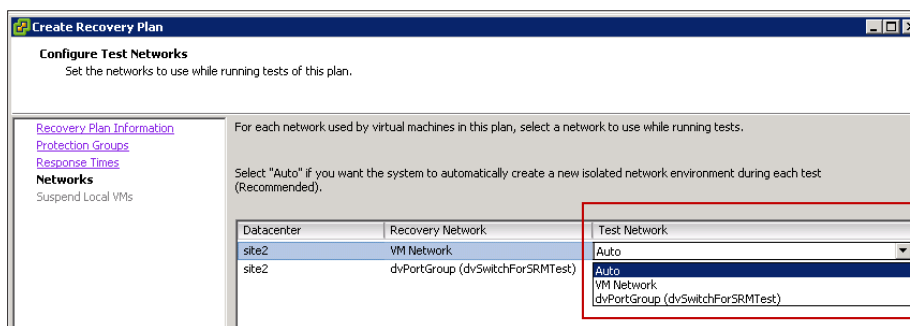 Create Recovery Plan
Configure Test Networks
Set the networks to use while running tests of this plan.
Recovery Plan Information
Protection Groups
Response Times
Networks
Suspend Local VMs
For each network used by virtual machines in this plan, select a network to use while running tests.
Select "Auto" if you want the system to automatically create a new isolated network environment during each test
(Recommended).
Datacenter Recovery Network Test Network
site2 VM Network Auto
site2 dvPortGroup (dvSwitchForSRMTest)
Auto
VM Network
dvPortGroup (dvSwitchForSRMTest)